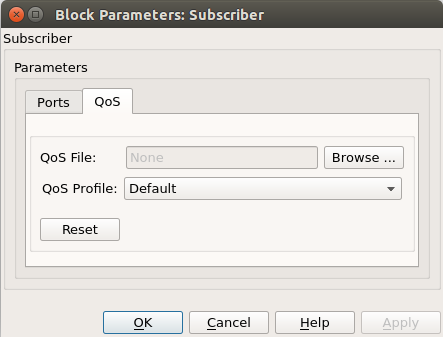 Block Parameters: Subscriber
Subscriber
Parameters
Ports QoS
QoS File: None Browse ...
QoS Profile: Default
Reset
OK Cancel Help Apply